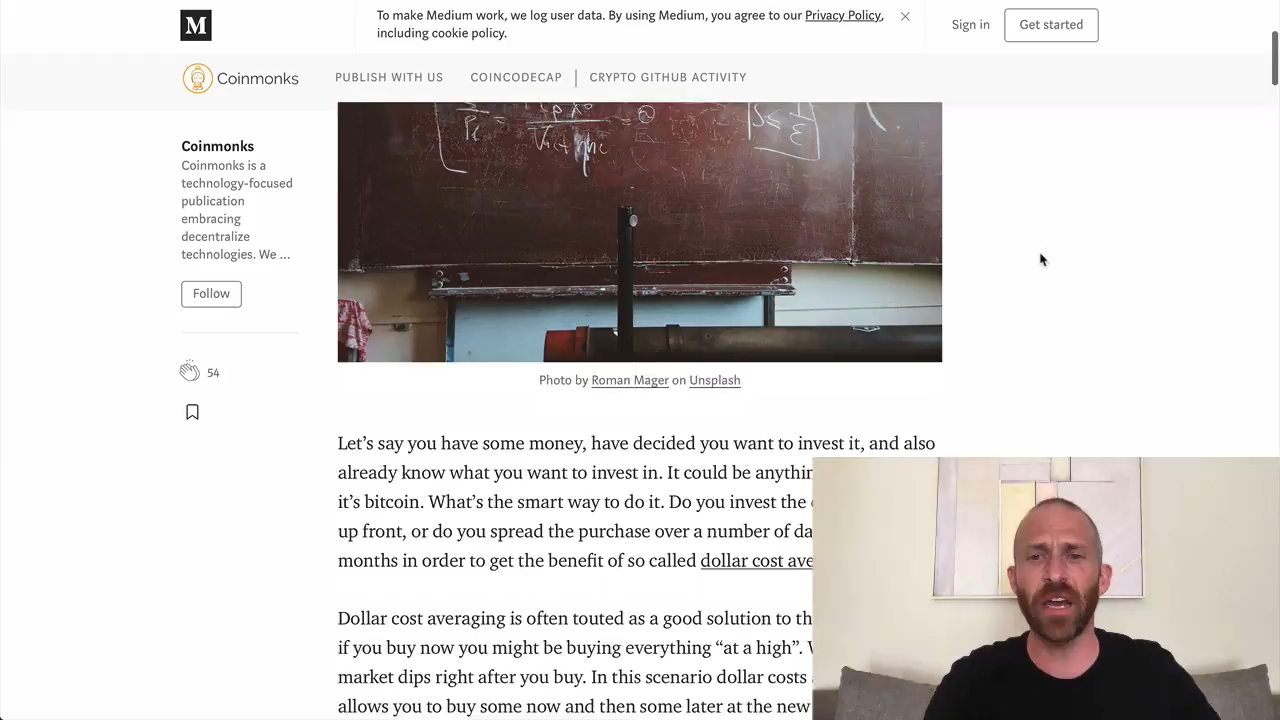 M
To make Medium work, we log user data. By using Medium, you agree to our Privacy Policy,
including cookie policy.
Sign in
Get started
Coinmonks
PUBLISH WITH US
COINCODECAP
CRYPTO GITHUB ACTIVITY
Coinmonks
Coinmonks is a
technology-focused
publication
embracing
decentralize
technologies. We ...
Follow
54
Photo by Roman Mager on Unsplash
Let’s say you have some money, have decided you want to invest it, and also
already know what you want to invest in. It could be
it’s bitcoin. What’s the smart way to do it. Do you invest the
up front, or do you spread the purchase over a number of
months in order to get the benefit of so called dollar cost
Dollar cost averaging is often touted as a good solution to
if you buy now you might be buying everything “at a high”.
market dips right after you buy. In this scenario dollar costs
allows you to buy some now and then some later at the new